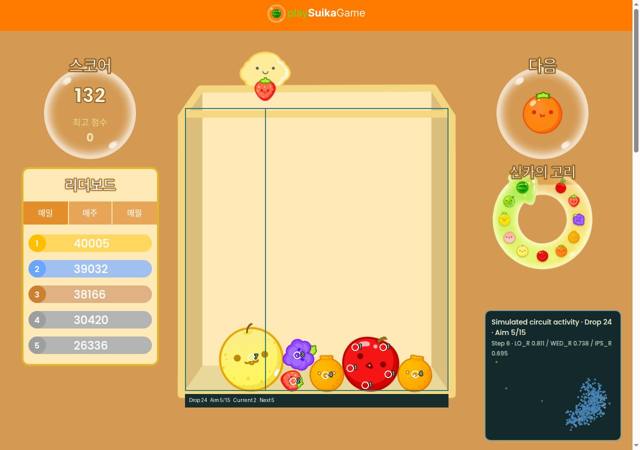 playSuikaGame
스코어
132
최고 점수
0
다음
신카의 고리
리더보드
매일 매주 매월
1 40005
2 39032
3 38166
4 30420
5 26336
Simulated circuit activity · Drop 24
· Aim 5/15
Step 6 · LO_R 0.811 / WED_R 0.738 / IPS_R
0.695
Drop 24 Aim 5/15 Current 2 Next 5